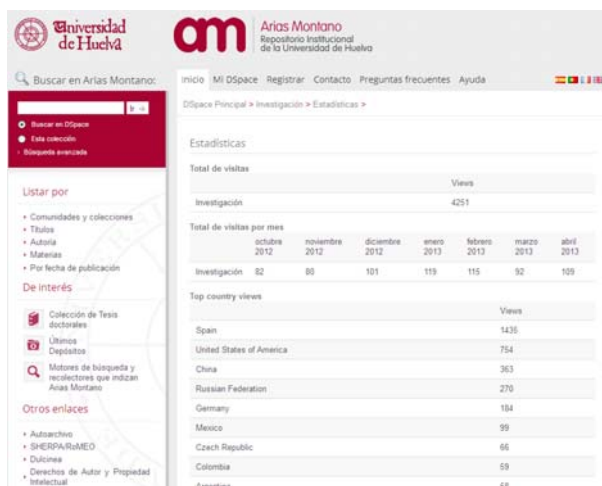 Universidad
de Huelva
am
Arias Montano
Repositorio Institucional
de la Universidad de Huelva
Buscar en Arias Montano:
Inicio Mi DSpace Registrar Contacto Preguntas frecuentes Ayuda
Ir
Buscar en DSpace
Esta colección
Búsqueda avanzada
DSpace Principal > Investigación > Estadísticas >
Estadísticas
Total de visitas
Views
Investigación 4251
Total de visitas por mes
octubre 2012 noviembre 2012 diciembre 2012 enero 2013 febrero 2013 marzo 2013 abril 2013
Investigación 82 80 101 119 115 92 109
Top country views
Views
Spain 1435
United States of America 754
China 363
Russian Federation 270
Germany 184
Mexico 99
Czech Republic 66
Colombia 59
Listar por
Comunidades y colecciones
Títulos
Autoría
Materias
Por fecha de publicación
De interés
Colección de Tesis
doctorales
Últimos
Depósitos
Motores de búsqueda y
recolectores que indizan
Arias Montano
Otros enlaces
Autoarchivo
SHERPA/RoMEO
Dulcinea
Derechos de Autor y Propiedad
Intelectual